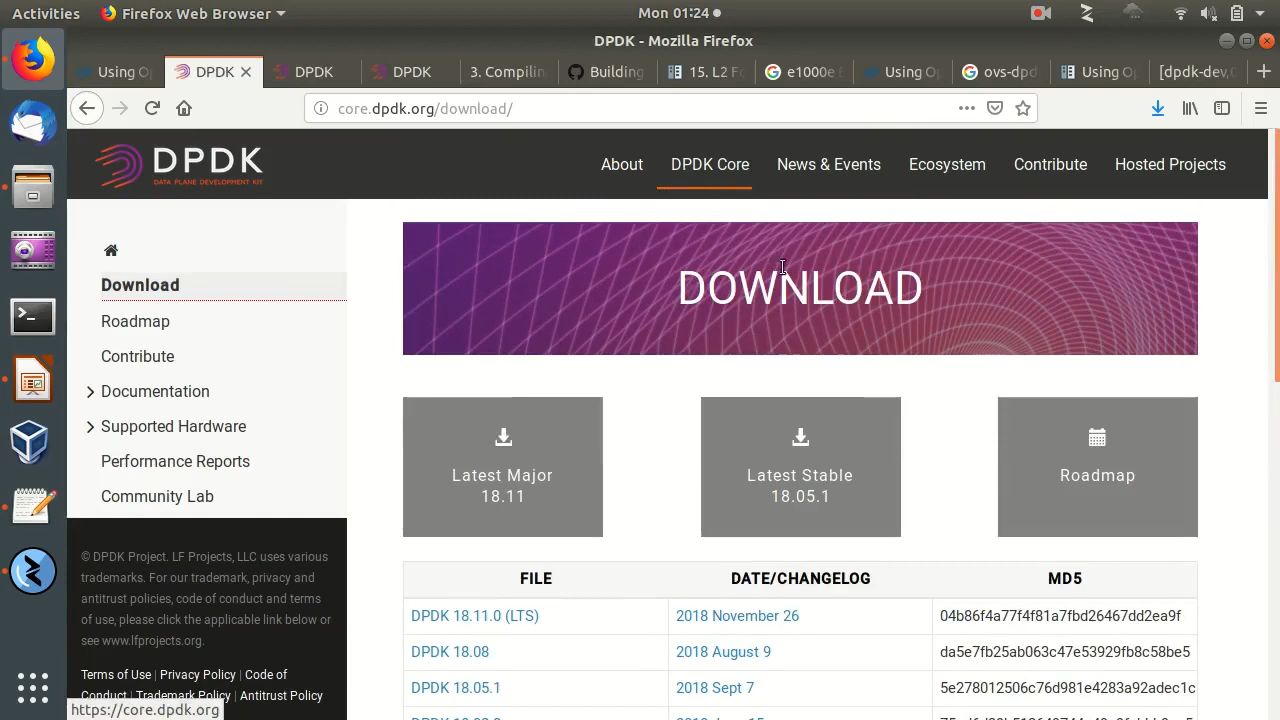 Activities
Firefox Web Browser
Mon 01:24
DPDK - Mozilla Firefox
Using Op
DPDK
DPDK
DPDK
3. Compilin
Building
15. L2 Fo
e1000e
Using Op
ovs-dpd
Using Op
[dpdk-dev,
core.dpdk.org/download/
DPDK
DATA PLANE DEVELOPMENT KIT
About
DPDK Core
News & Events
Ecosystem
Contribute
Hosted Projects
Download
Roadmap
Contribute
Documentation
Supported Hardware
Performance Reports
Community Lab
© DPDK Project. LF Projects, LLC uses various
trademarks. For our trademark, privacy and
antitrust policies, code of conduct and terms
of use, please click the applicable link below or
see www.lfprojects.org.
Terms of Use | Privacy Policy | Code of
Conduct | Trademark Policy | Antitrust Policy
https://core.dpdk.org
DOWNLOAD
Latest Major
18.11
Latest Stable
18.05.1
Roadmap
FILE DATE/CHANGELOG MD5
DPDK 18.11.0 (LTS) 2018 November 26 04b86f4a77f4f81a7fbd26467dd2ea9f
DPDK 18.08 2018 August 9 da5e7fb25ab063c47e53929fb8c58be5
DPDK 18.05.1 2018 Sept 7 5e278012506c76d981e4283a92adec1c